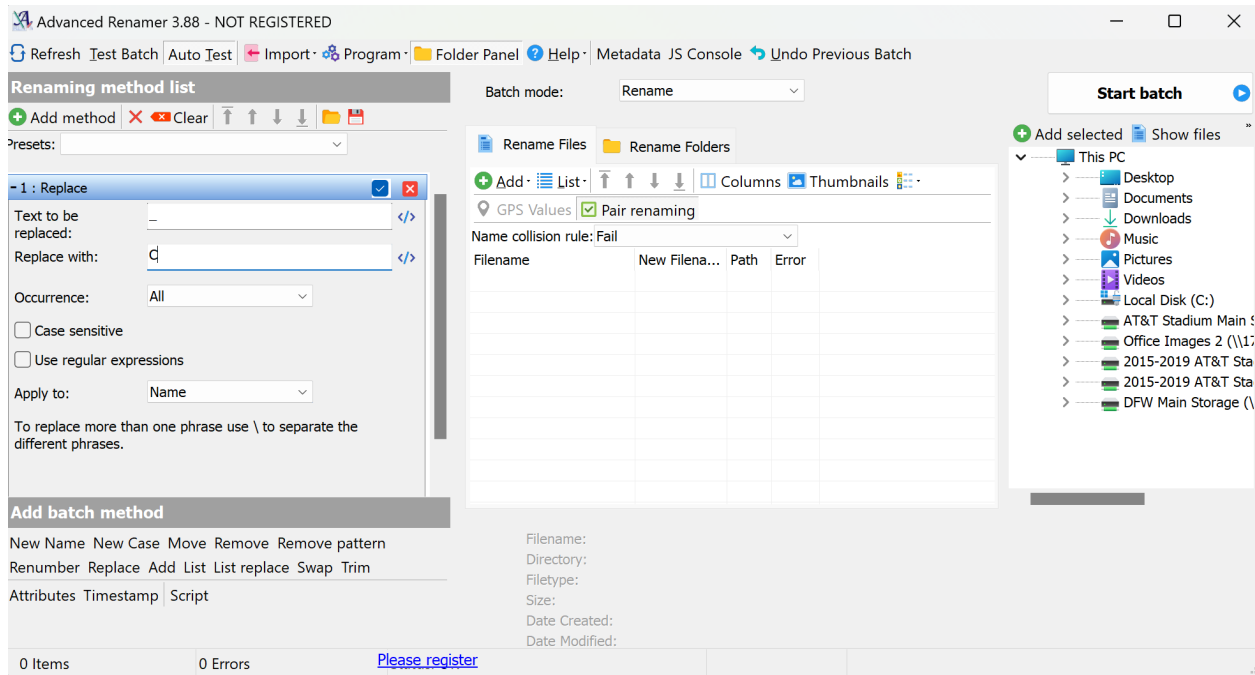 Advanced Renamer 3.88 - NOT REGISTERED
Refresh Test Batch Auto Test Import Program Folder Panel Help Metadata JS Console Undo Previous Batch
Renaming method list
Add method Clear
Presets:
1 : Replace
Text to be replaced: _
Replace with: C
Occurrence: All
Case sensitive
Use regular expressions
Apply to: Name
To replace more than one phrase use \ to separate the
different phrases.
Add batch method
New Name New Case Move Remove Remove pattern
Renumber Replace Add List List replace Swap Trim
Attributes Timestamp Script
Batch mode: Rename
Rename Files Rename Folders
Add List Columns Thumbnails
GPS Values Pair renaming
Name collision rule: Fail
Filename New Filena... Path Error
Filename:
Directory:
Filetype:
Size:
Date Created:
Date Modified:
Start batch
Add selected Show files »
This PC
Desktop
Documents
Downloads
Music
Pictures
Videos
Local Disk (C:)
AT&T Stadium Main
Office Images 2 (\\17
2015-2019 AT&T Sta
2015-2019 AT&T Sta
DFW Main Storage (\
0 Items 0 Errors Please register